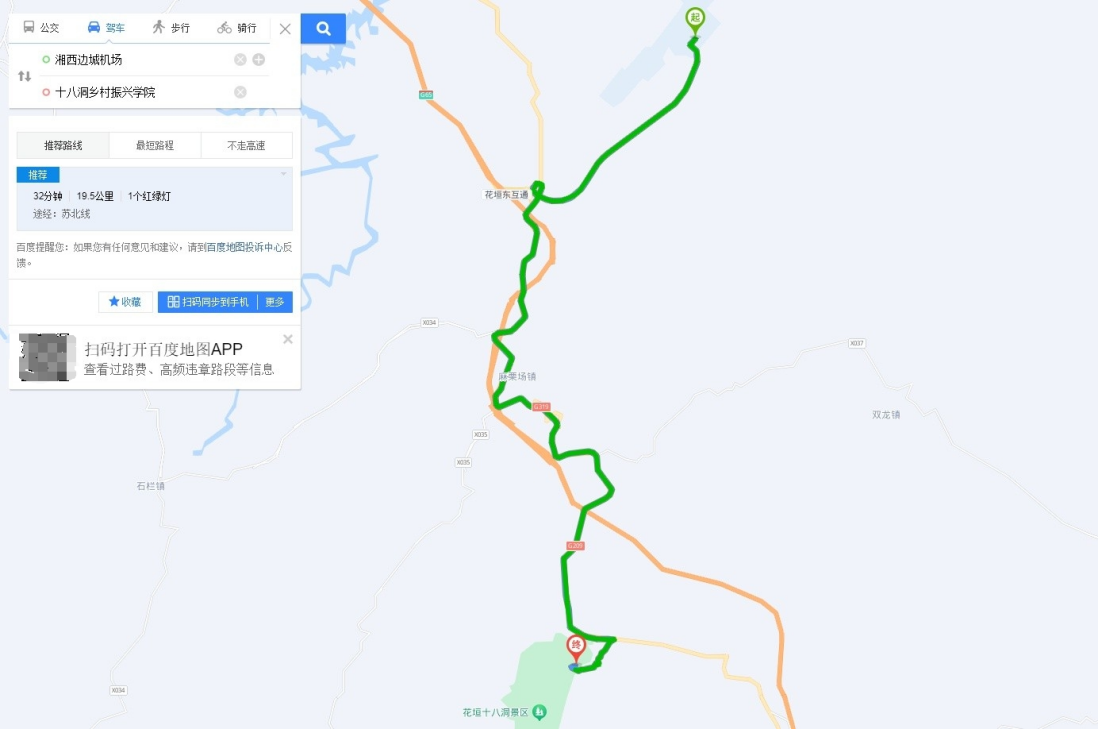 公交
驾车
步行
骑行
湘西边城机场
十八洞乡村振兴学院
推荐路线
最短路程
不走高速
推荐
32分钟 19.5公里 1个红绿灯
途经：苏北线
百度提醒您：如果您有任何意见和建议，请到百度地图投诉中心反
馈。
收藏
扫码同步到手机
更多
扫码打开百度地图APP
查看过路费、高频违章路段等信息
起
G65
花垣东互通
X034
X037
麻栗场镇
G319
双龙镇
X035
X035
石栏镇
G209
终
X034
花垣十八洞景区